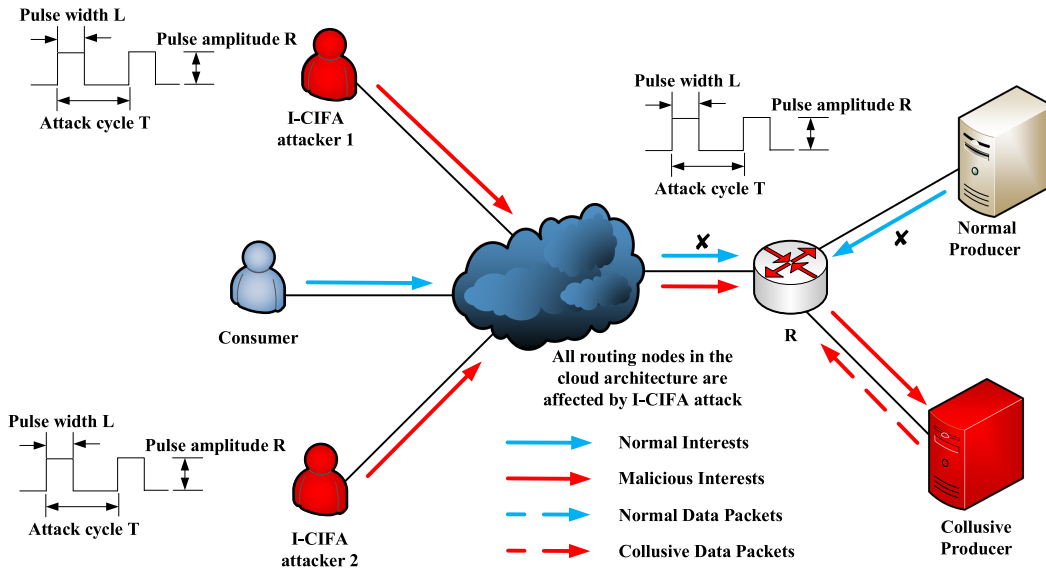 Pulse width L
Pulse amplitude R
Attack cycle T
I-CIFA
attacker 1
Pulse width L
Pulse amplitude R
Attack cycle T
Normal
Producer
Consumer
R
All routing nodes in the
cloud architecture are
affected by I-CIFA attack
Pulse width L
Pulse amplitude R
Attack cycle T
I-CIFA
attacker 2
Normal Interests
Malicious Interests
Normal Data Packets
Collusive Data Packets
Collusive
Producer